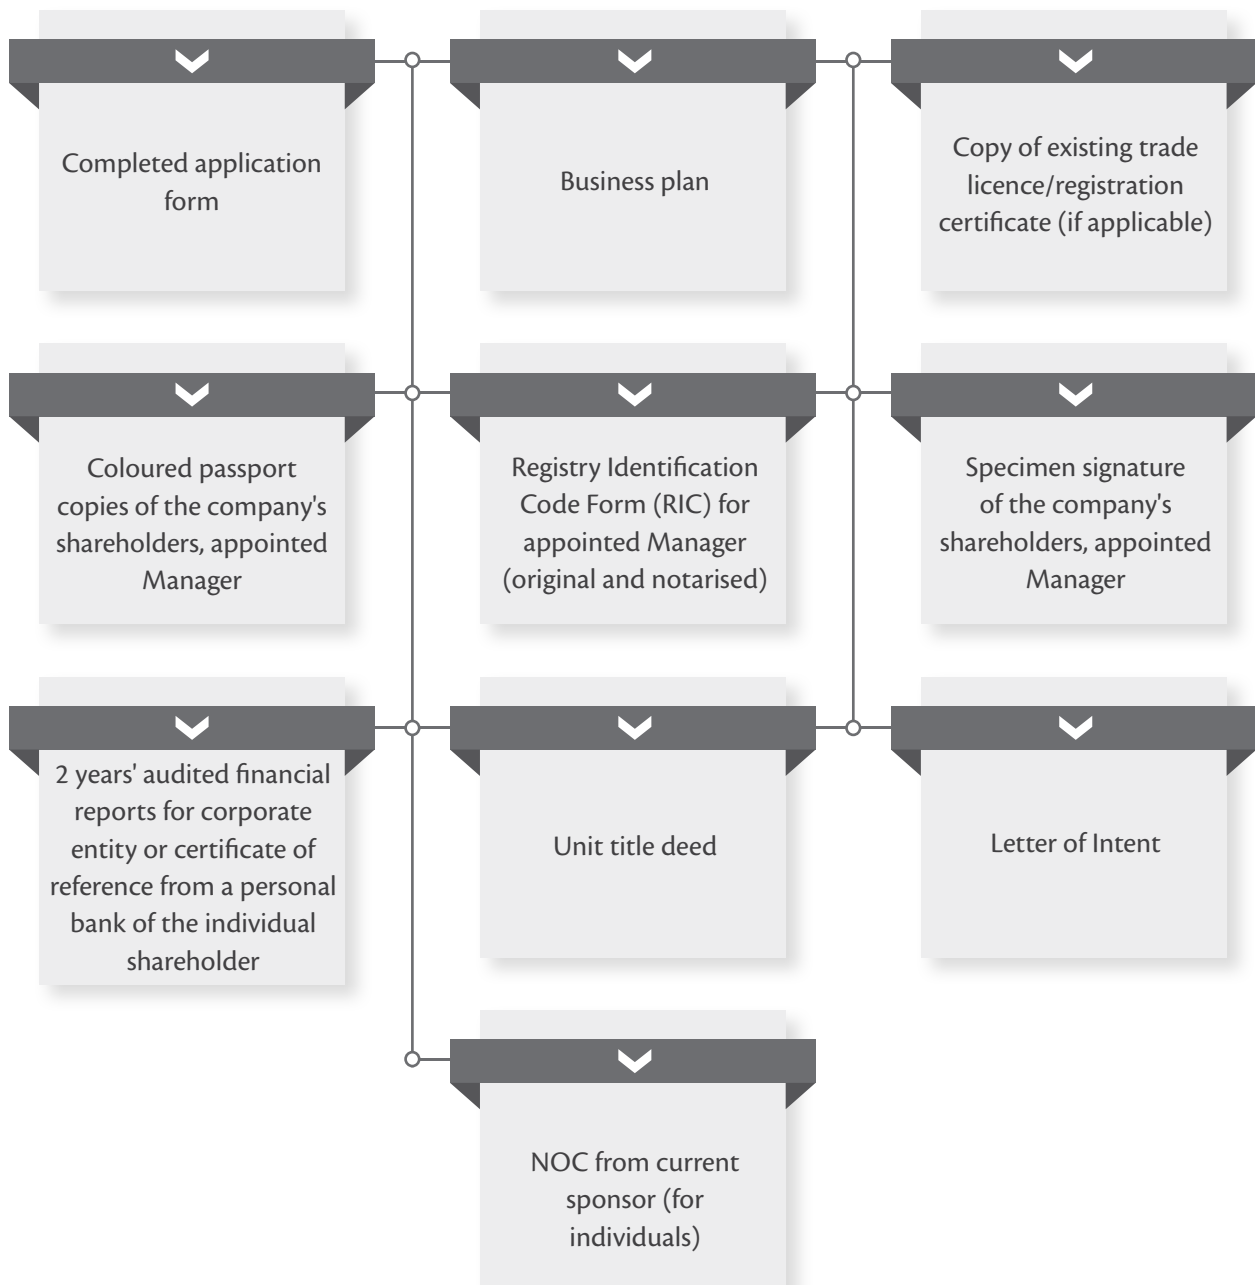 Completed application
form
Business plan
Copy of existing trade
licence/registration
certificate (if applicable)
Coloured passport
copies of the company's
shareholders, appointed
Manager
Registry Identification
Code Form (RIC) for
appointed Manager
(original and notarised)
Specimen signature
of the company's
shareholders, appointed
Manager
2 years' audited financial
reports for corporate
entity or certificate of
reference from a personal
bank of the individual
shareholder
Unit title deed
Letter of Intent
NOC from current
sponsor (for
individuals)